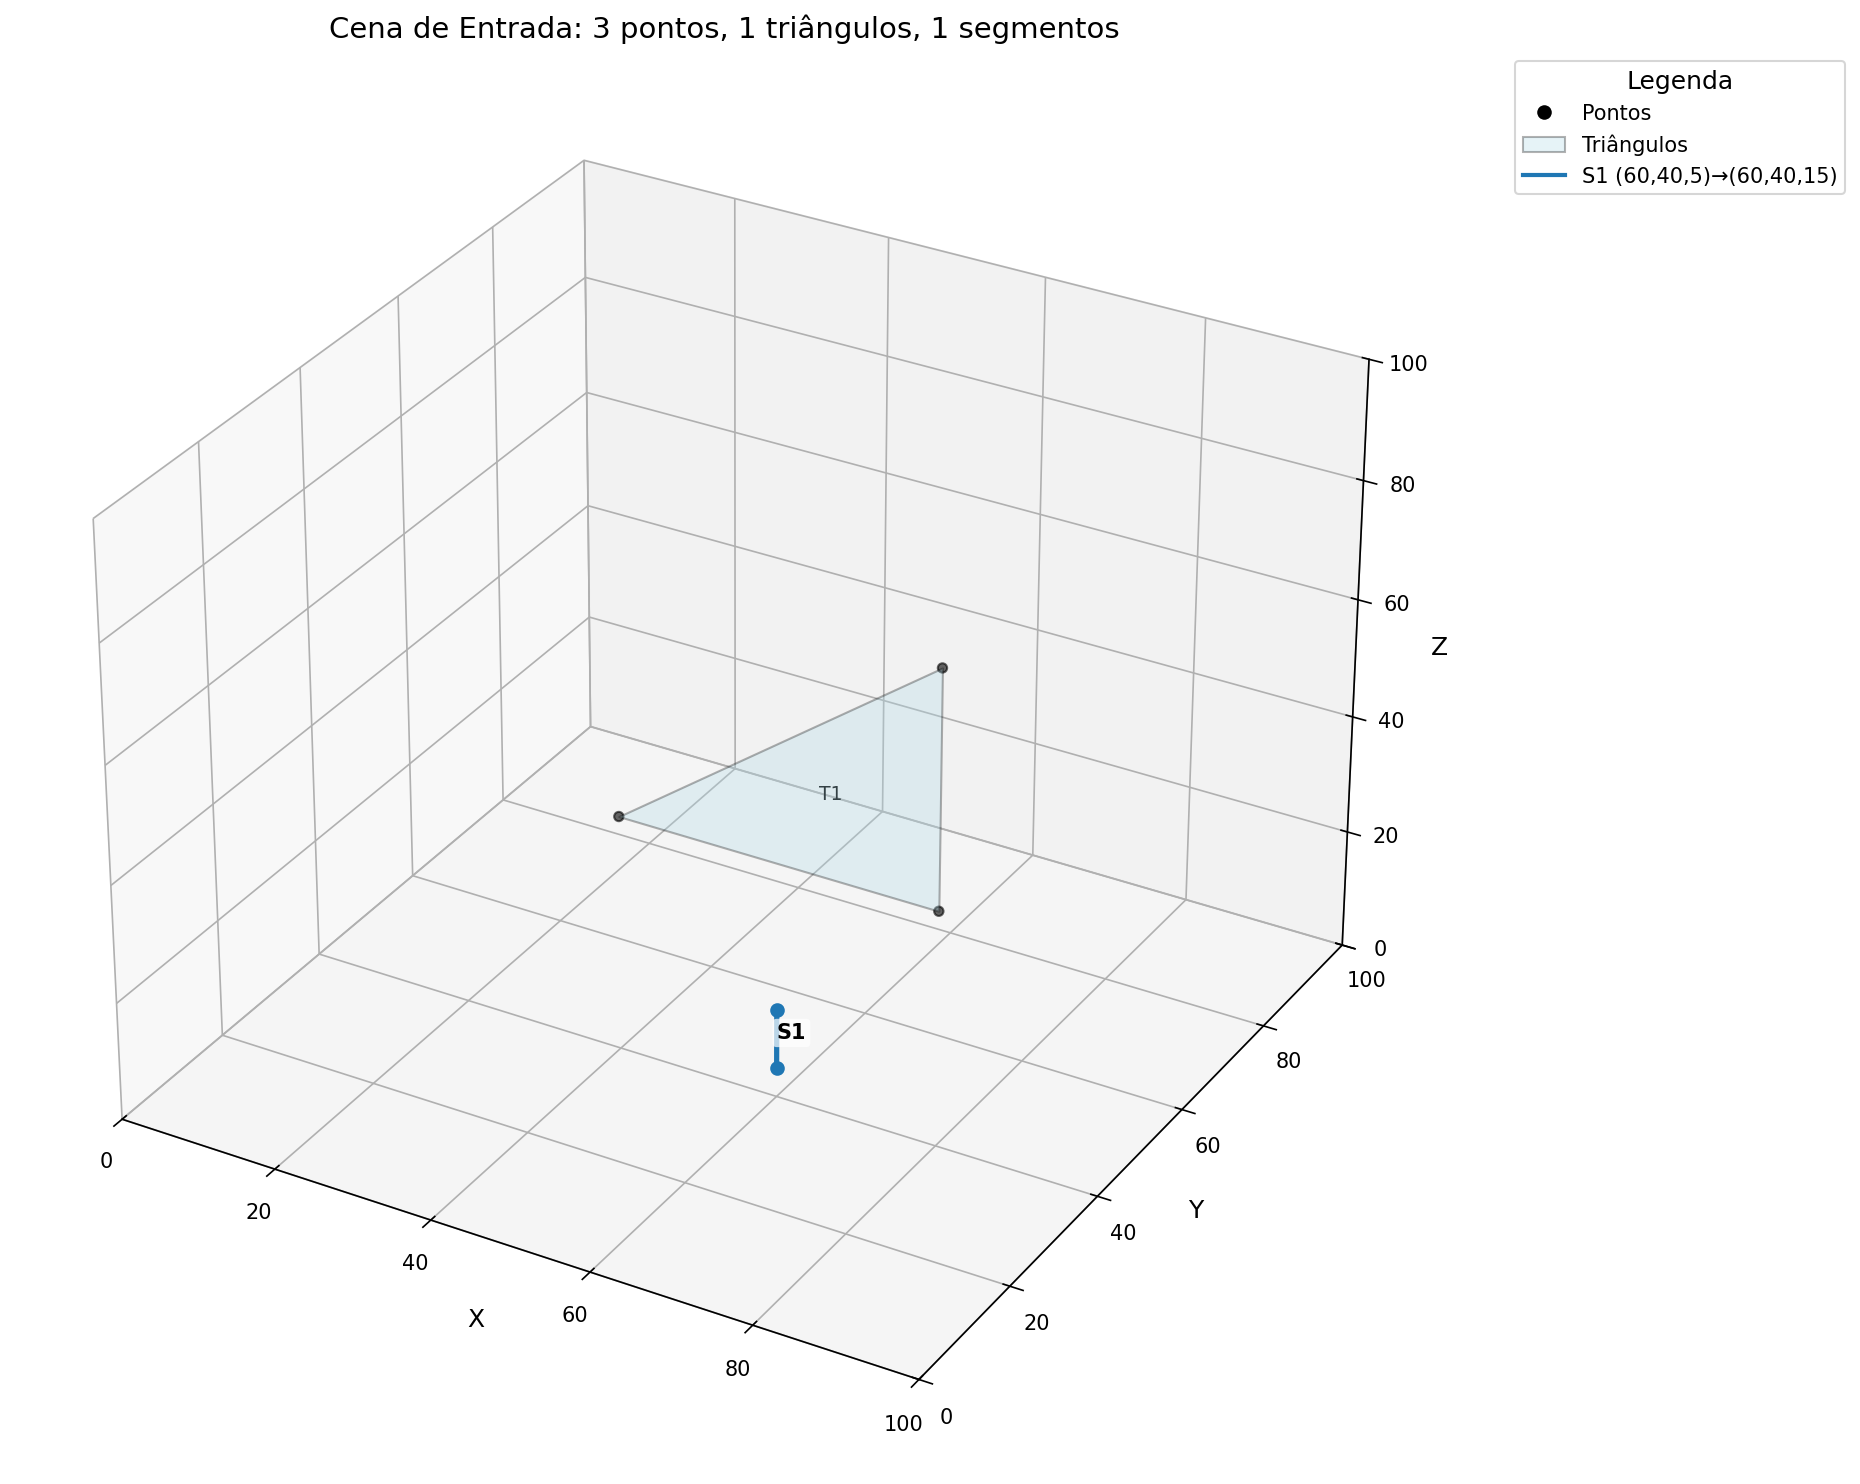 Cena de Entrada: 3 pontos, 1 triângulos, 1 segmentos
Legenda
Pontos
Triângulos
S1 (60,40,5)→(60,40,15)
100
80
60
Z
40
20
0
100
80
60
Y
40
20
0
T1
S1
0
20
40
X
60
80
100